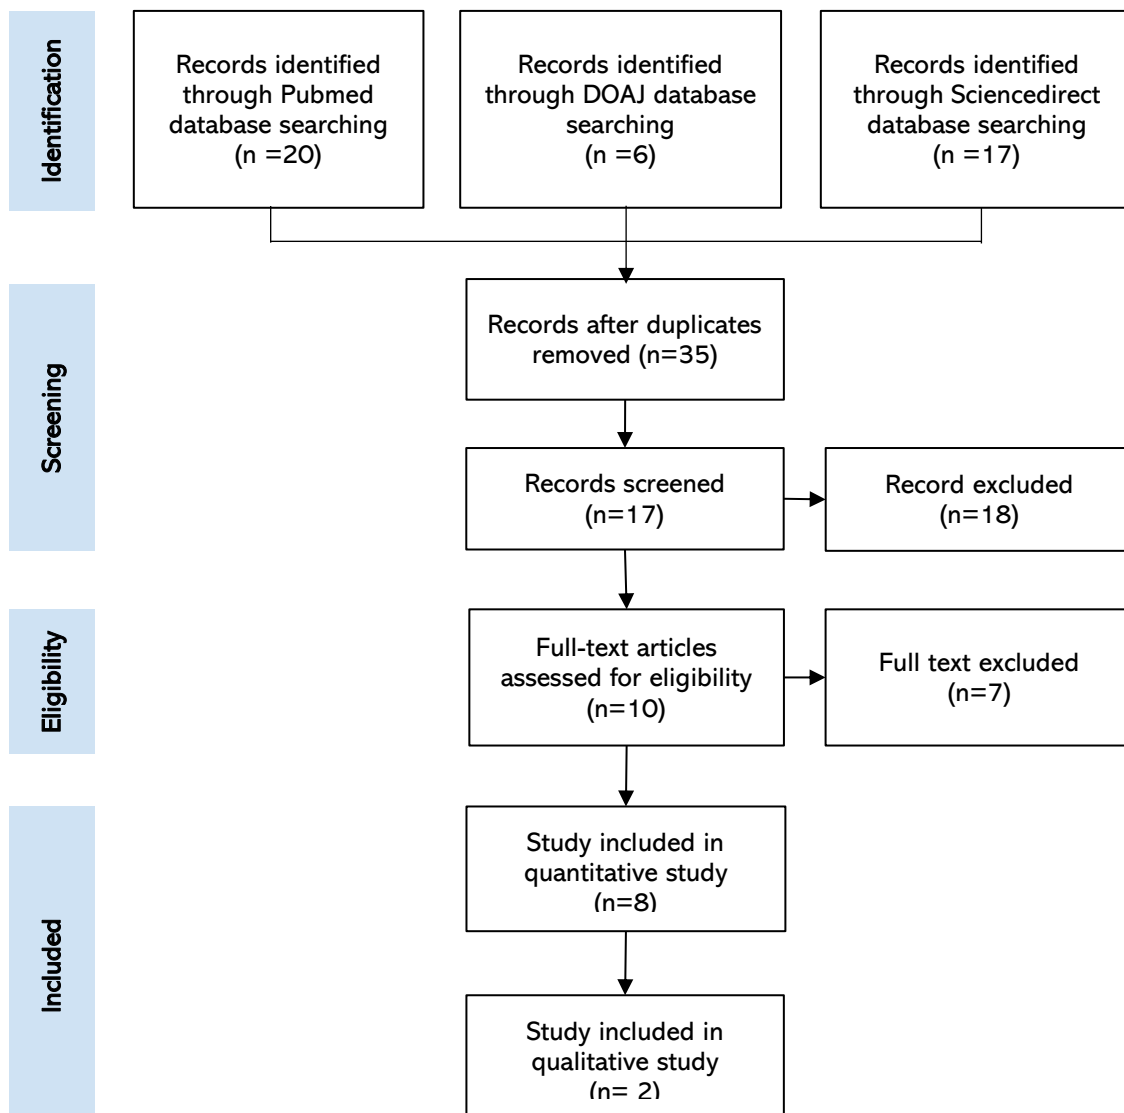 Identification
Records identified
through Pubmed
database searching
(n =20)
Records identified
through DOAJ database
searching
(n =6)
Records identified
through Sciencedirect
database searching
(n =17)
Screening
Records after duplicates
removed (n=35)
Records screened
(n=17)
Record excluded
(n=18)
Eligibility
Full-text articles
assessed for eligibility
(n=10)
Full text excluded
(n=7)
Included
Study included in
quantitative study
(n=8)
Study included in
qualitative study
(n= 2)